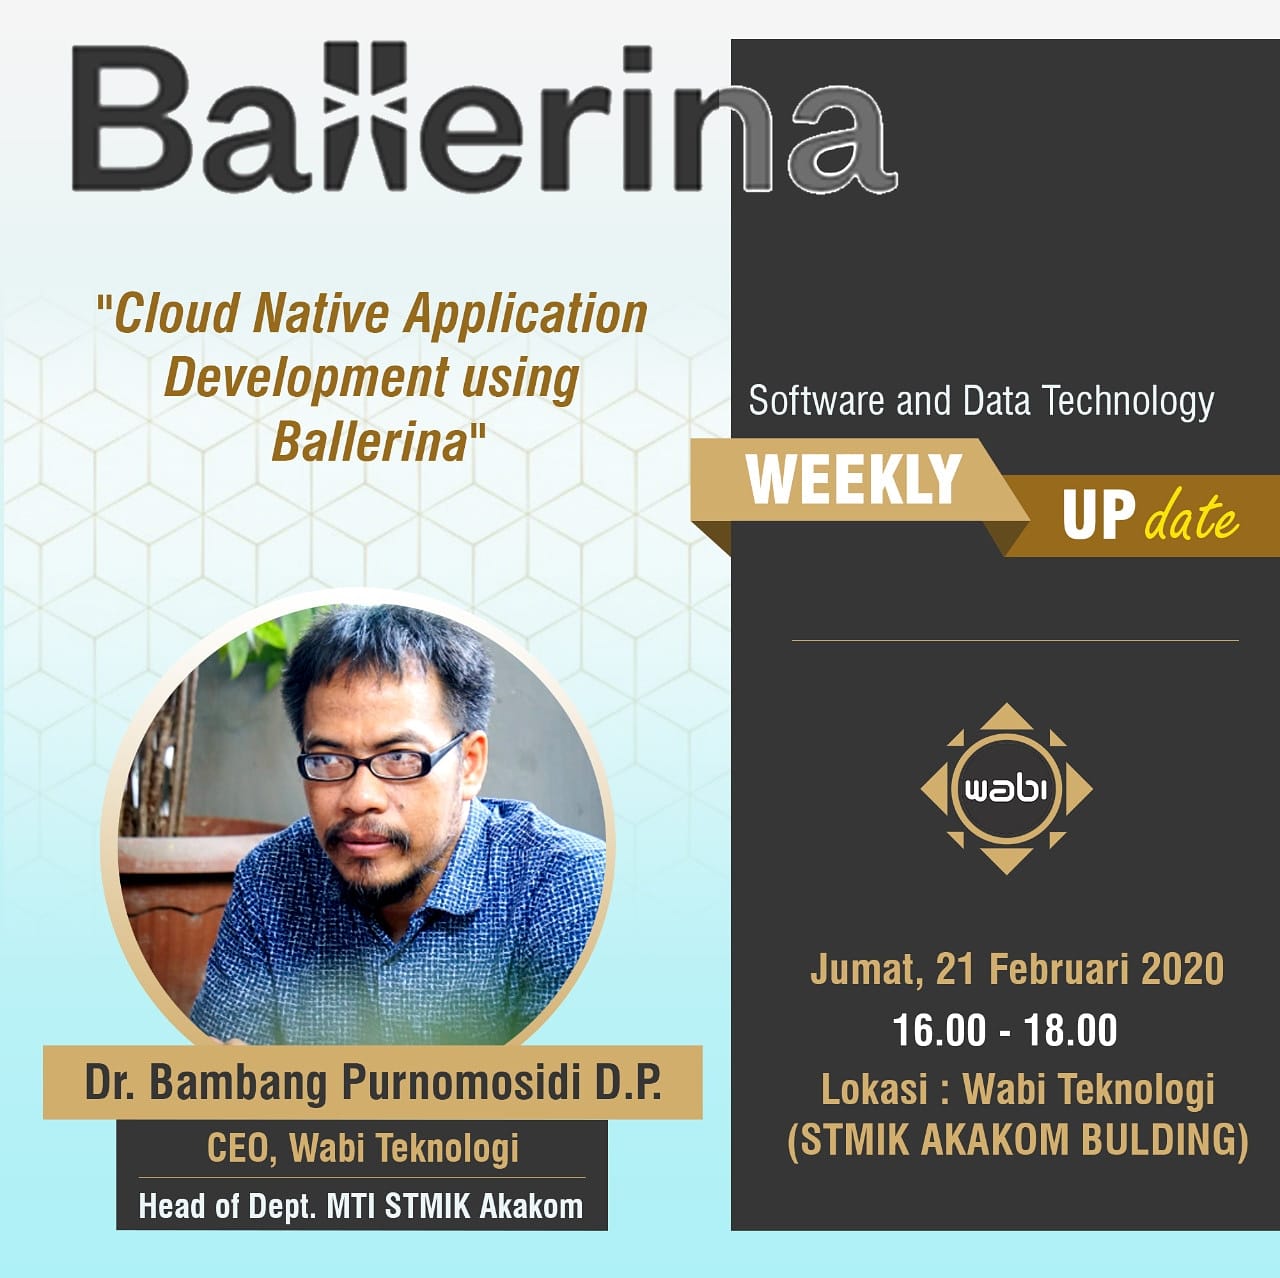 Ballerina
"Cloud Native Application
Development using
Ballerina"
Software and Data Technology
WEEKLY
UPdate
wabi
Dr. Bambang Purnomosidi D.P.
CEO, Wabi Teknologi
Head of Dept. MTI STMIK Akakom
Jumat, 21 Februari 2020
16.00 - 18.00
Lokasi : Wabi Teknologi
(STMIK AKAKOM BULDING)